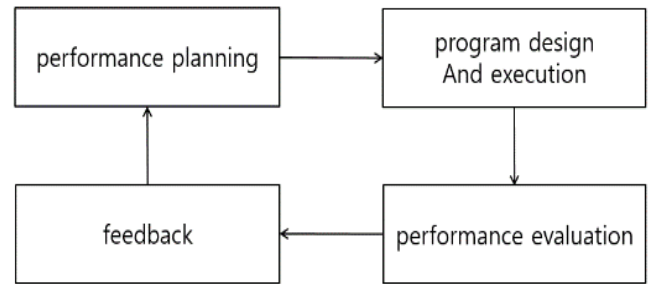 performance planning
program design
And execution
feedback
performance evaluation